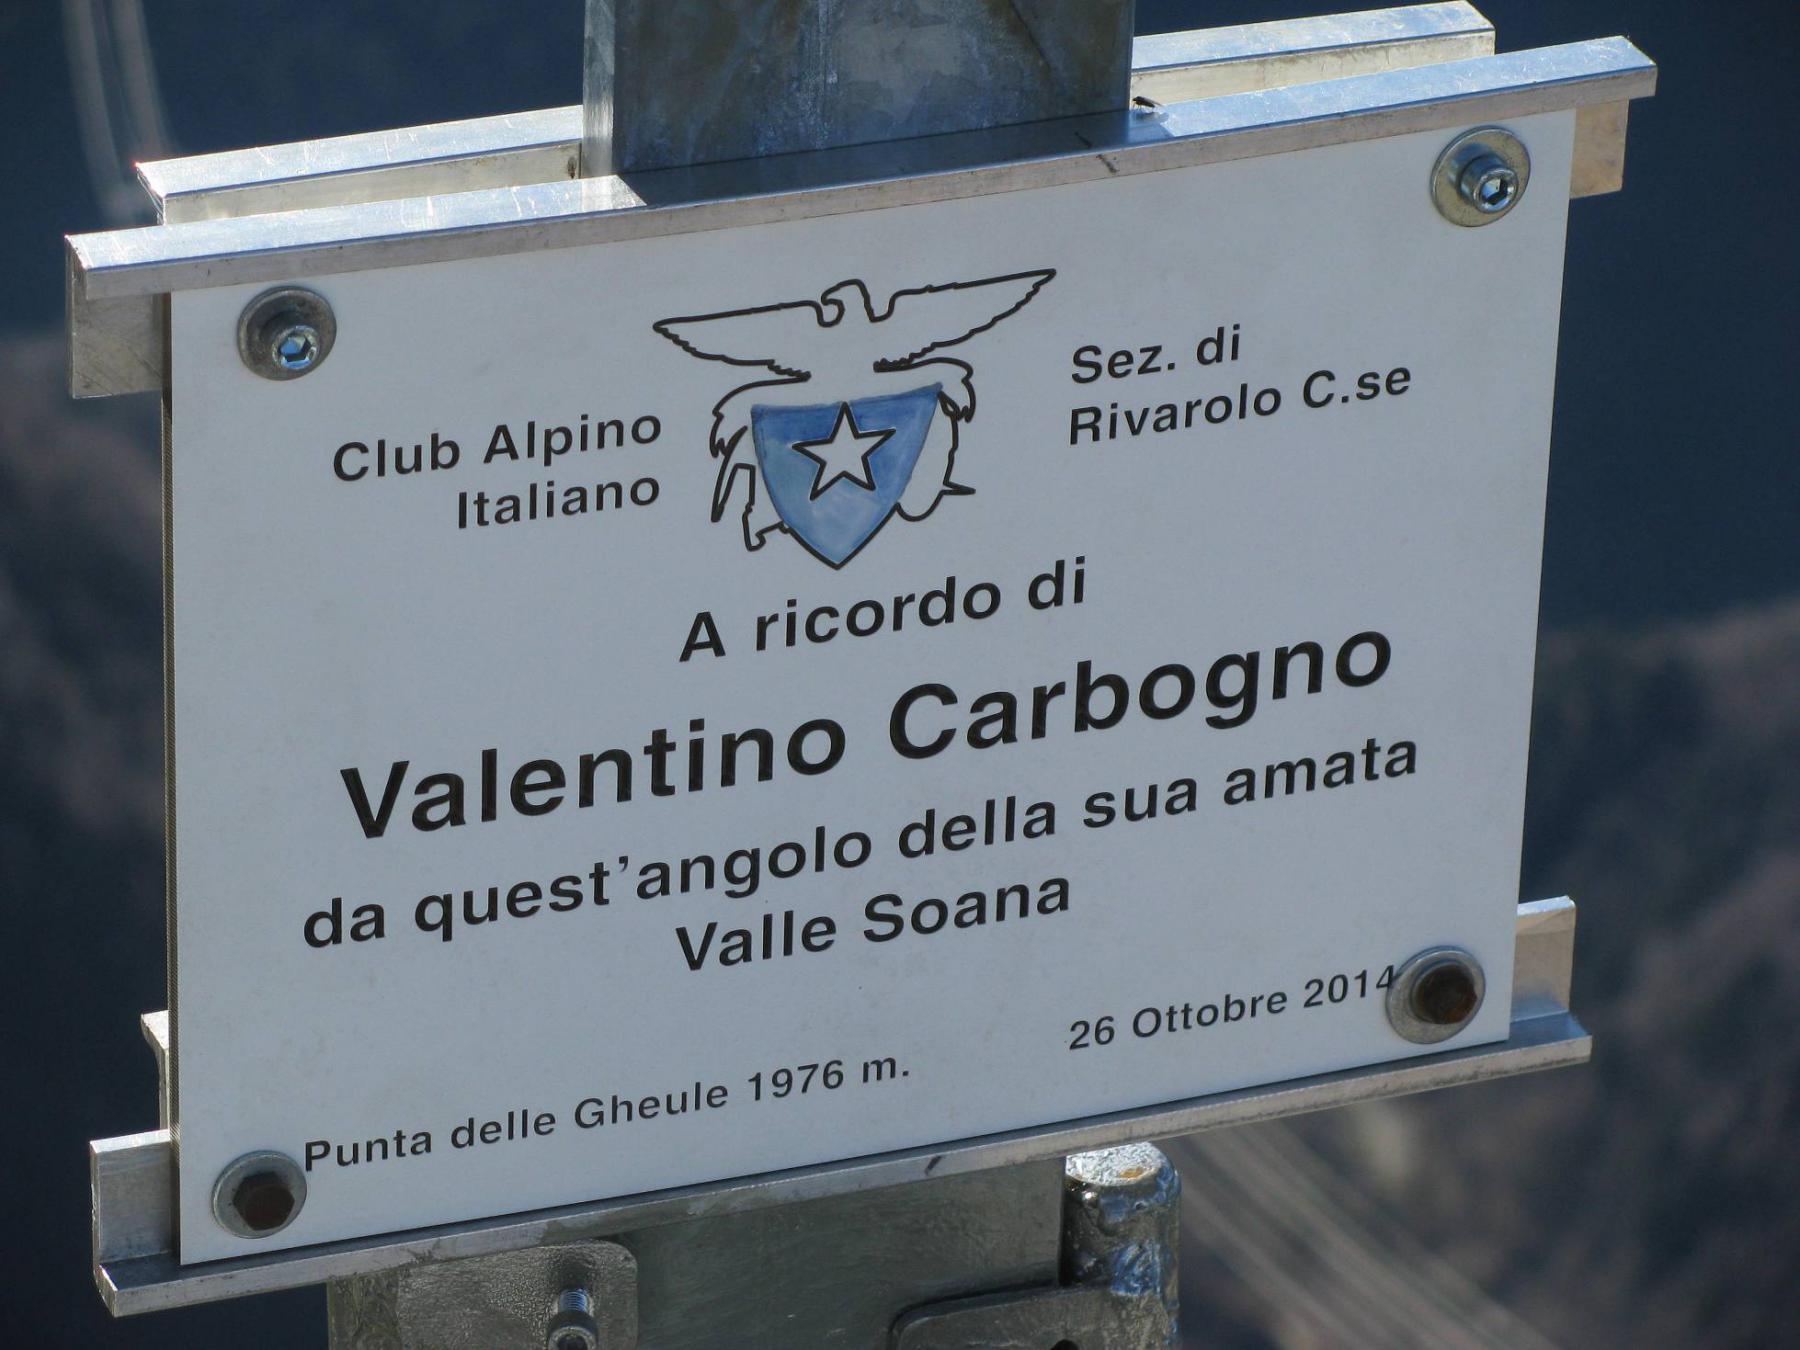 Club Alpino
Italiano
Sez. di
Rivarolo C.se
A ricordo di
Valentino Carbogno
da quest'angolo della sua amata
Valle Soana
Punta delle Gheule 1976 m.
26 Ottobre 2014